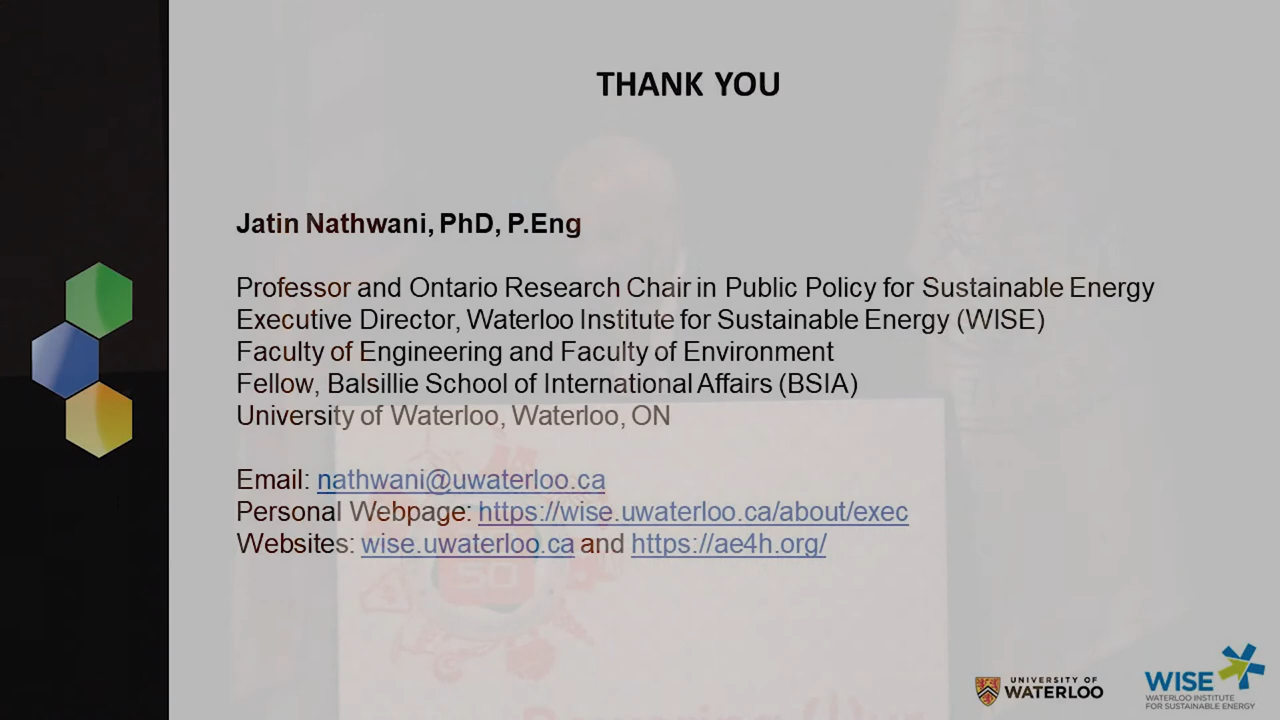 THANK YOU
Jatin Nathwani, PhD, P.Eng
Professor and Ontario Research Chair in Public Policy for Sustainable Energy
Executive Director, Waterloo Institute for Sustainable Energy (WISE)
Faculty of Engineering and Faculty of Environment
Fellow, Balsillie School of International Affairs (BSIA)
University of Waterloo, Waterloo, ON
Email: nathwani@uwaterloo.ca
Personal Webpage: https://wise.uwaterloo.ca/about/exec
Websites: wise.uwaterloo.ca and https://ae4h.org/
60
UNIVERSITY OF
WATERLOO
WISE
WATERLOO INSTITUTE
FOR SUSTAINABLE ENERGY